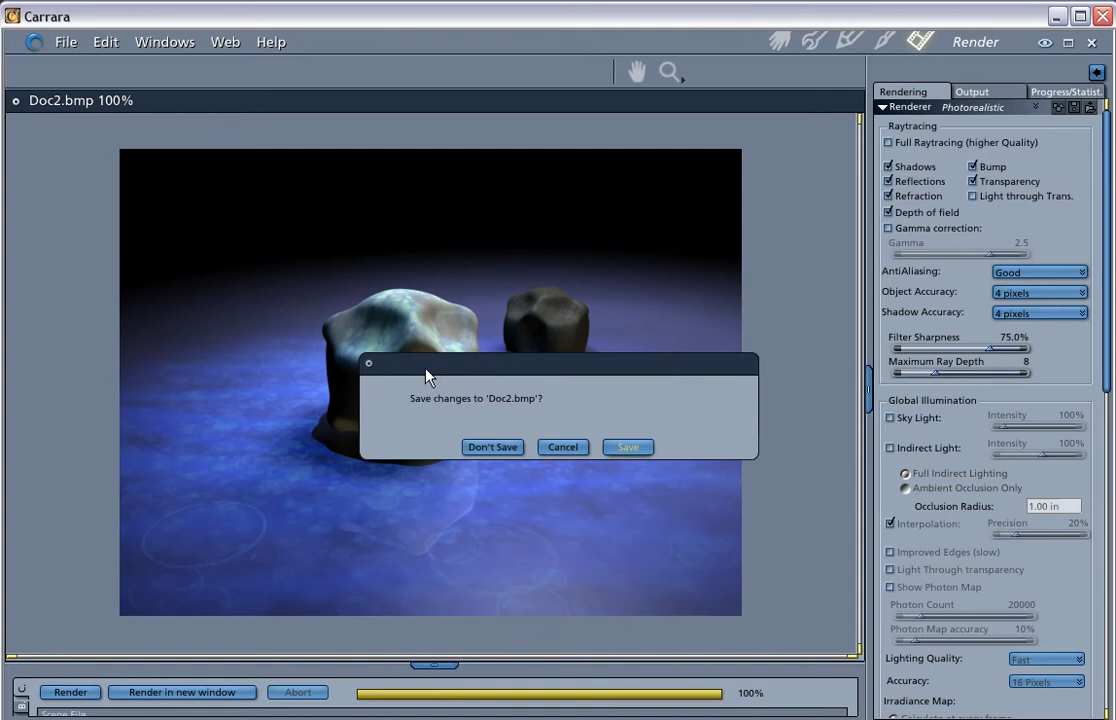 Carrara
File Edit Windows Web Help
Render
Doc2.bmp 100%
Save changes to 'Doc2.bmp'?
Don't Save Cancel Save
Render Render in new window Abort 100%
Scene File
Rendering Output Progress/Statist.
Renderer Photorealistic
Raytracing
Full Raytracing (higher Quality)
Shadows Bump
Reflections Transparency
Refraction Light through Trans.
Depth of field
Gamma correction:
Gamma 2.5
AntiAliasing: Good
Object Accuracy: 4 pixels
Shadow Accuracy: 4 pixels
Filter Sharpness 75.0%
Maximum Ray Depth 8
Global Illumination
Sky Light: Intensity 100%
Indirect Light: Intensity 100%
Full Indirect Lighting
Ambient Occlusion Only
Occlusion Radius: 1.00 in
Interpolation: Precision 20%
Improved Edges (slow)
Light Through transparency
Show Photon Map
Photon Count 20000
Photon Map accuracy 10%
Lighting Quality: Fast
Accuracy: 16 Pixels
Irradiance Map:
Calculate at every frame